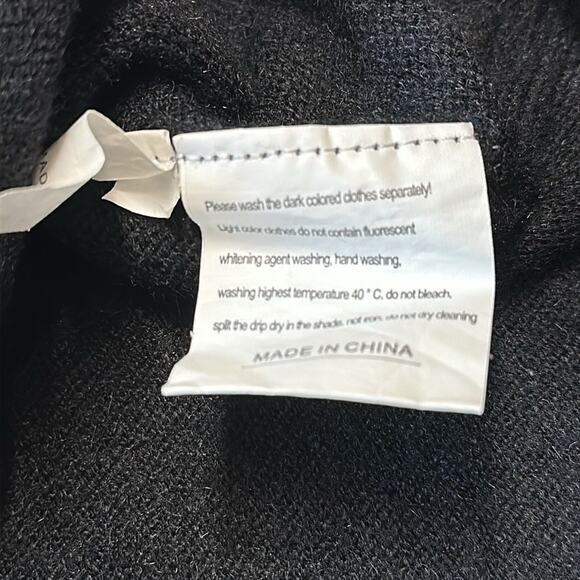 Please wash the dark colored clothes separately!
Light color clothes do not contain fluorescent
whitening agent washing, hand washing,
washing highest temperature 40 ° C, do not bleach,
split the drip dry in the shade, not iron, do not dry cleaning
MADE IN CHINA